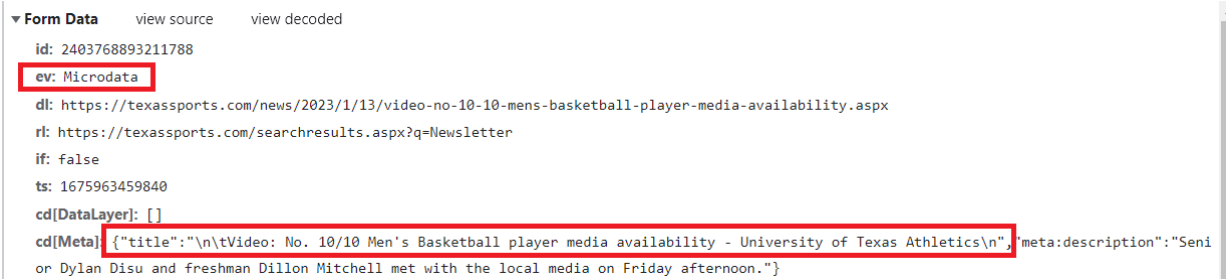 ▼ Form Data view source view decoded
id: 2403768893211788
ev: Microdata
dl: https://texassports.com/news/2023/1/13/video-no-10-10-mens-basketball-player-media-availability.aspx
rl: https://texassports.com/searchresults.aspx?q=Newsletter
if: false
ts: 1675963459840
cd[DataLayer]: []
cd[Meta]: {"title":"\n\tVideo: No. 10/10 Men's Basketball player media availability - University of Texas Athletics\n","meta:description":"Seni
or Dylan Disu and freshman Dillon Mitchell met with the local media on Friday afternoon."}